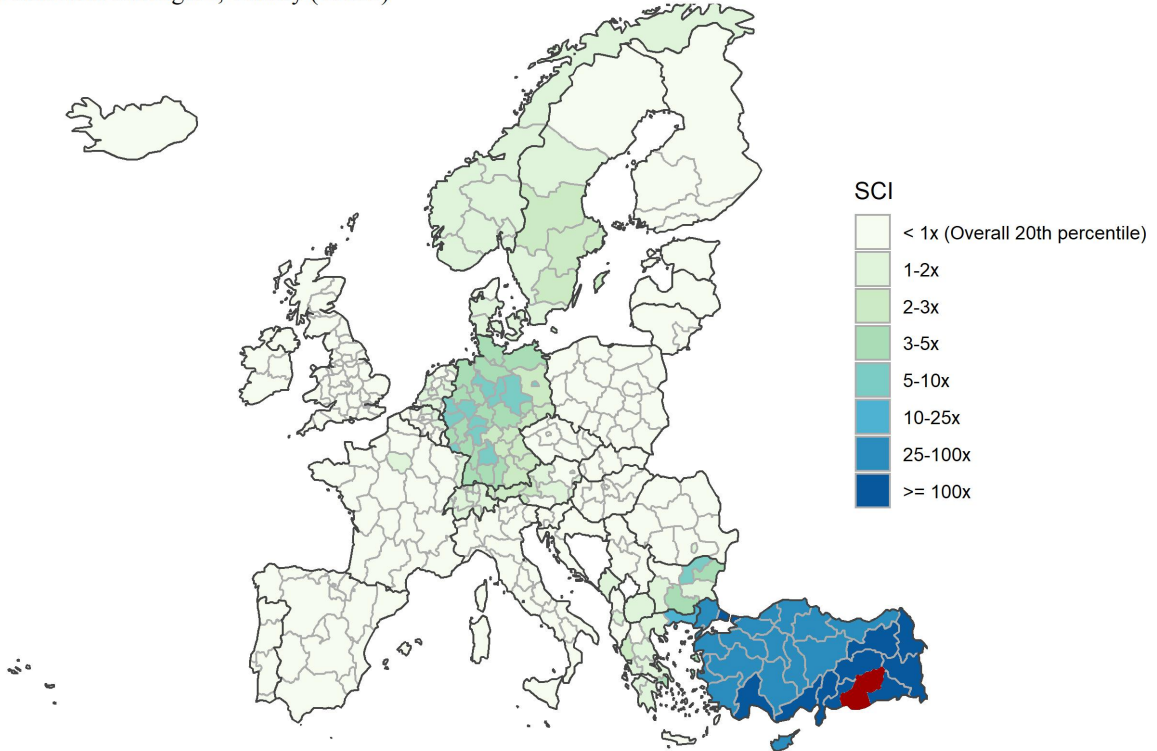 SCI
< 1x (Overall 20th percentile)
1-2x
2-3x
3-5x
5-10x
10-25x
25-100x
>= 100x